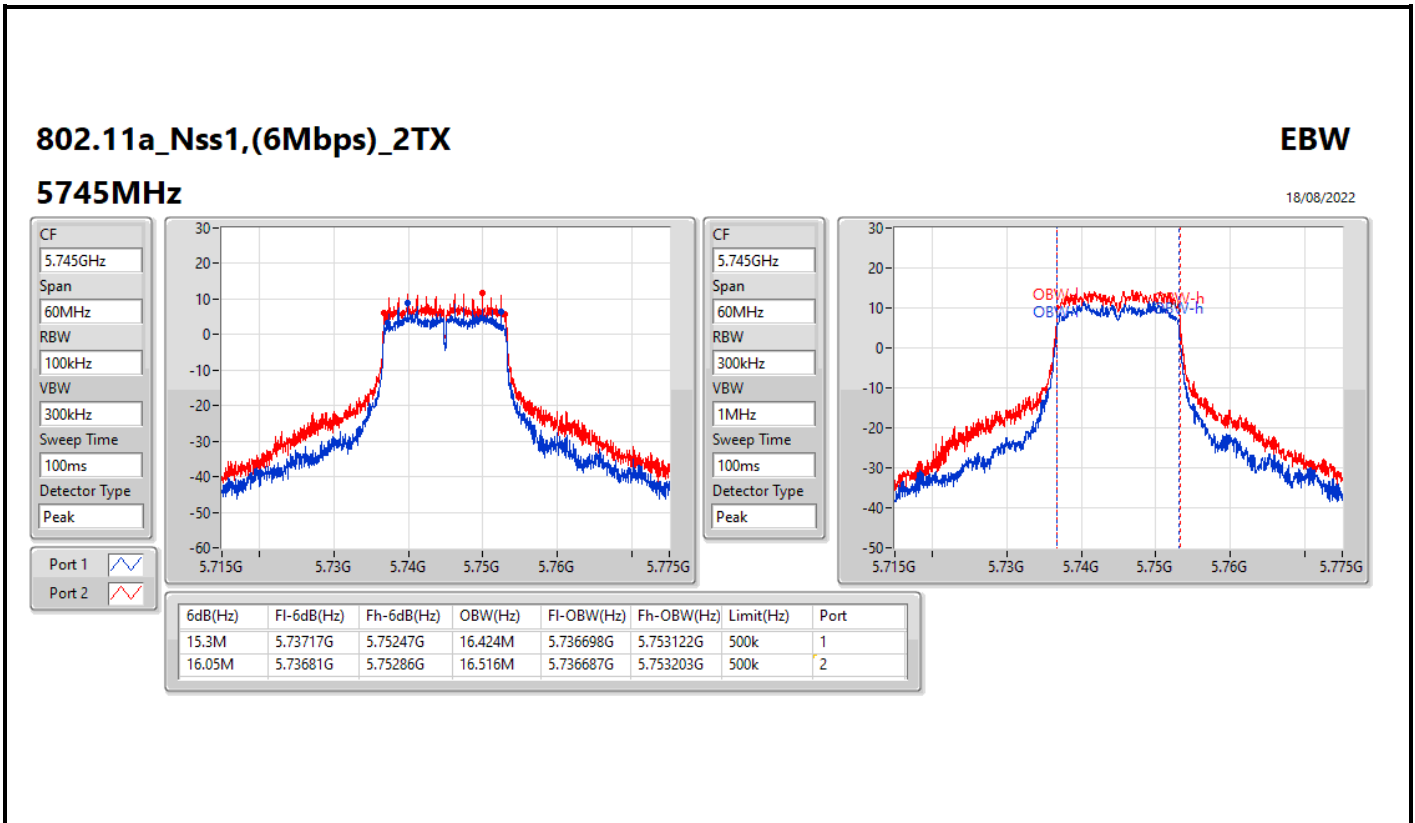 802.11a_Nss1,(6Mbps)_2TX
EBW
5745MHz
18/08/2022
CF
5.745GHz
Span
60MHz
RBW
100kHz
VBW
300kHz
Sweep Time
100ms
Detector Type
Peak
Port 1
Port 2
30
20
10
0
-10
-20
-30
-40
-50
-60
5.715G 5.73G 5.74G 5.75G 5.76G 5.775G
CF
5.745GHz
Span
60MHz
RBW
300kHz
VBW
1MHz
Sweep Time
100ms
Detector Type
Peak
30
20
10
0
-10
-20
-30
-40
-50
5.715G 5.73G 5.74G 5.75G 5.76G 5.775G
6dB(Hz) Fl-6dB(Hz) Fh-6dB(Hz) OBW(Hz) Fl-OBW(Hz) Fh-OBW(Hz) Limit(Hz) Port
15.3M 5.73717G 5.75247G 16.424M 5.736698G 5.753122G 500k 1
16.05M 5.73681G 5.75286G 16.516M 5.736687G 5.753203G 500k 2